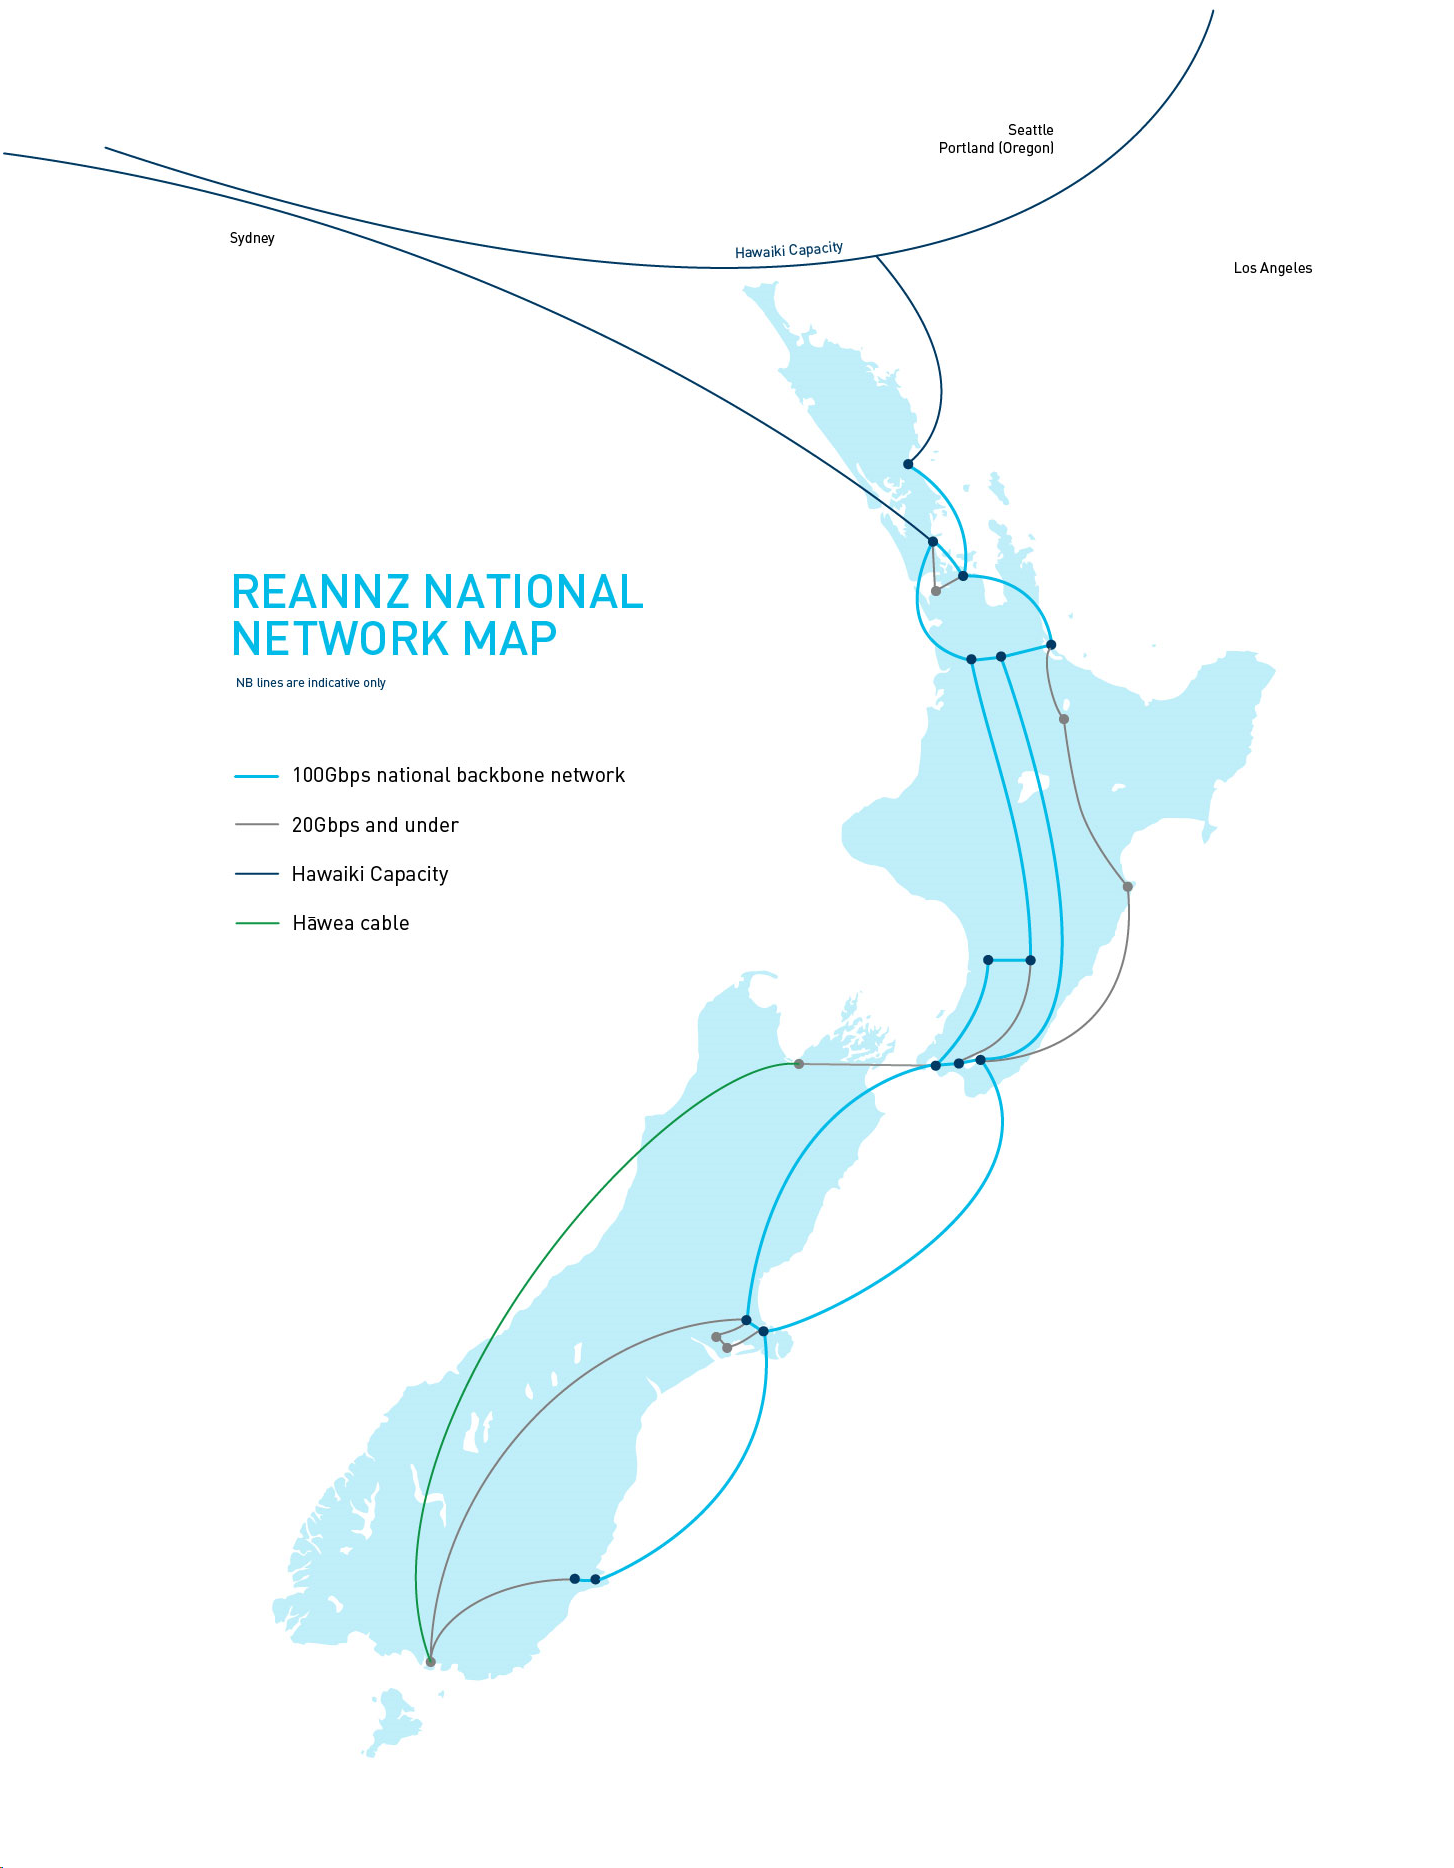 Seattle
Portland (Oregon)
Sydney
Hawaiki Capacity
Los Angeles
REANNZ NATIONAL
NETWORK MAP
NB lines are indicative only
100Gbps national backbone network
20Gbps and under
Hawaiki Capacity
Hāwea cable